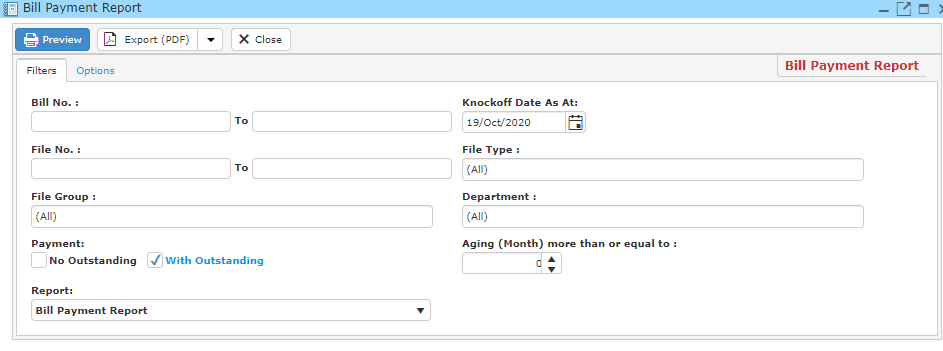 Bill Payment Report
Preview Export (PDF) Close
Filters Options Bill Payment Report
Bill No. : Knockoff Date As At:
To 19/Oct/2020
File No. : File Type :
To (All)
File Group : Department :
(All) (All)
Payment: Aging (Month) more than or equal to :
No Outstanding With Outstanding 0
Report:
Bill Payment Report